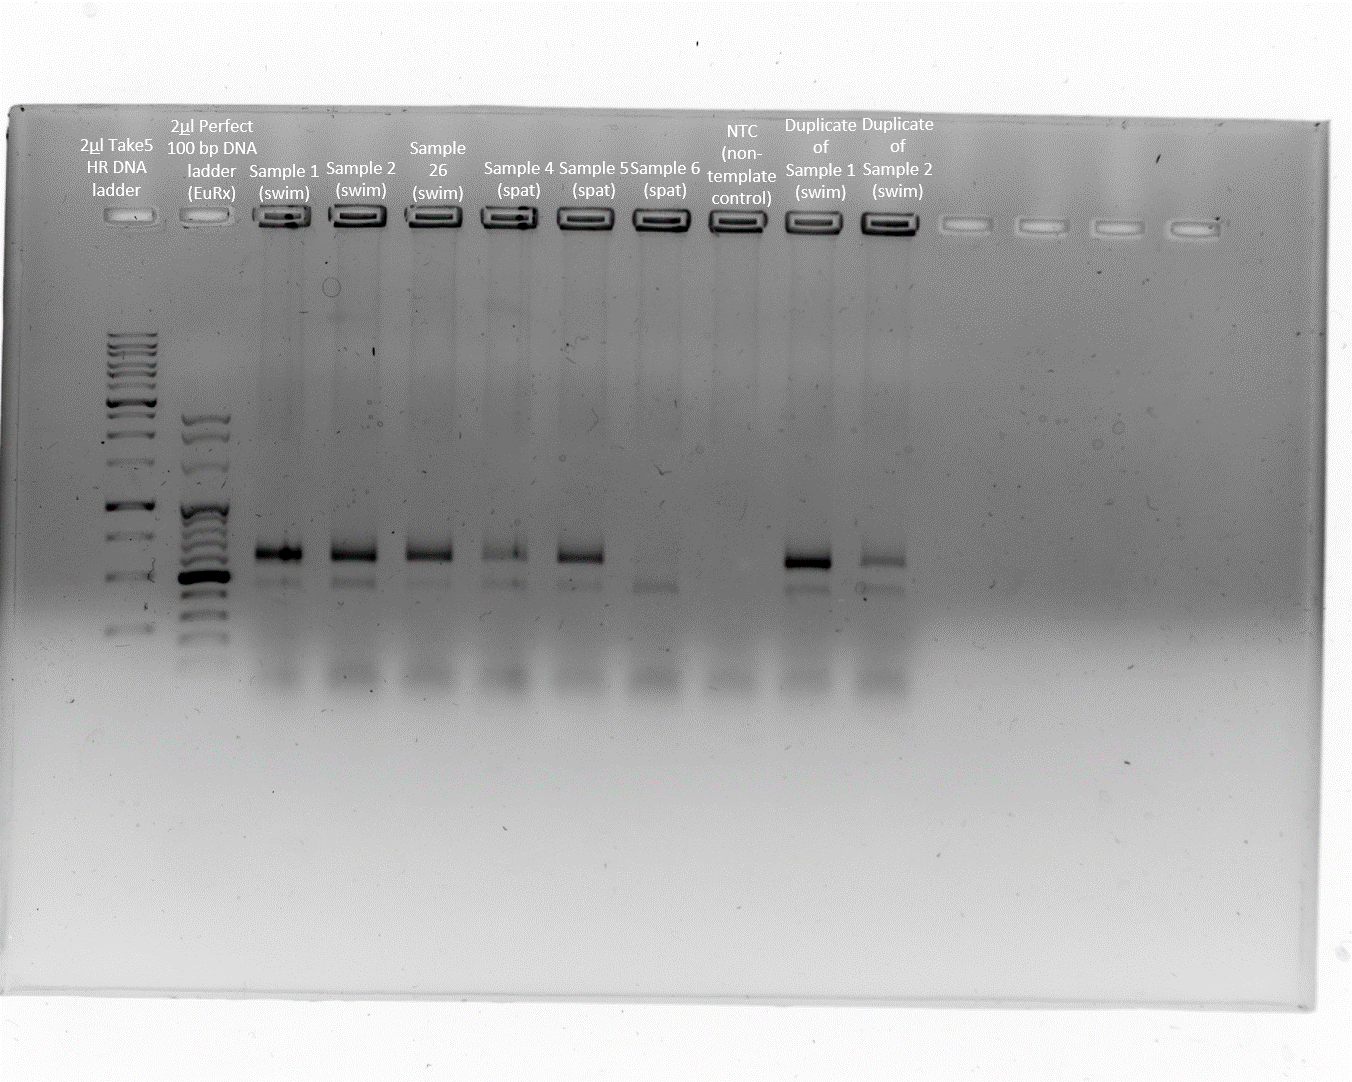 2µl Take5
HR DNA
ladder
2µl Perfect
100 bp DNA
ladder
(EuRx)
Sample 1
(swim)
Sample 2
(swim)
Sample
26
(swim)
Sample 4
(spat)
Sample 5
(spat)
Sample 6
(spat)
NTC
(non-
template
control)
Duplicate
of
Sample 1
(swim)
Duplicate
of
Sample 2
(swim)